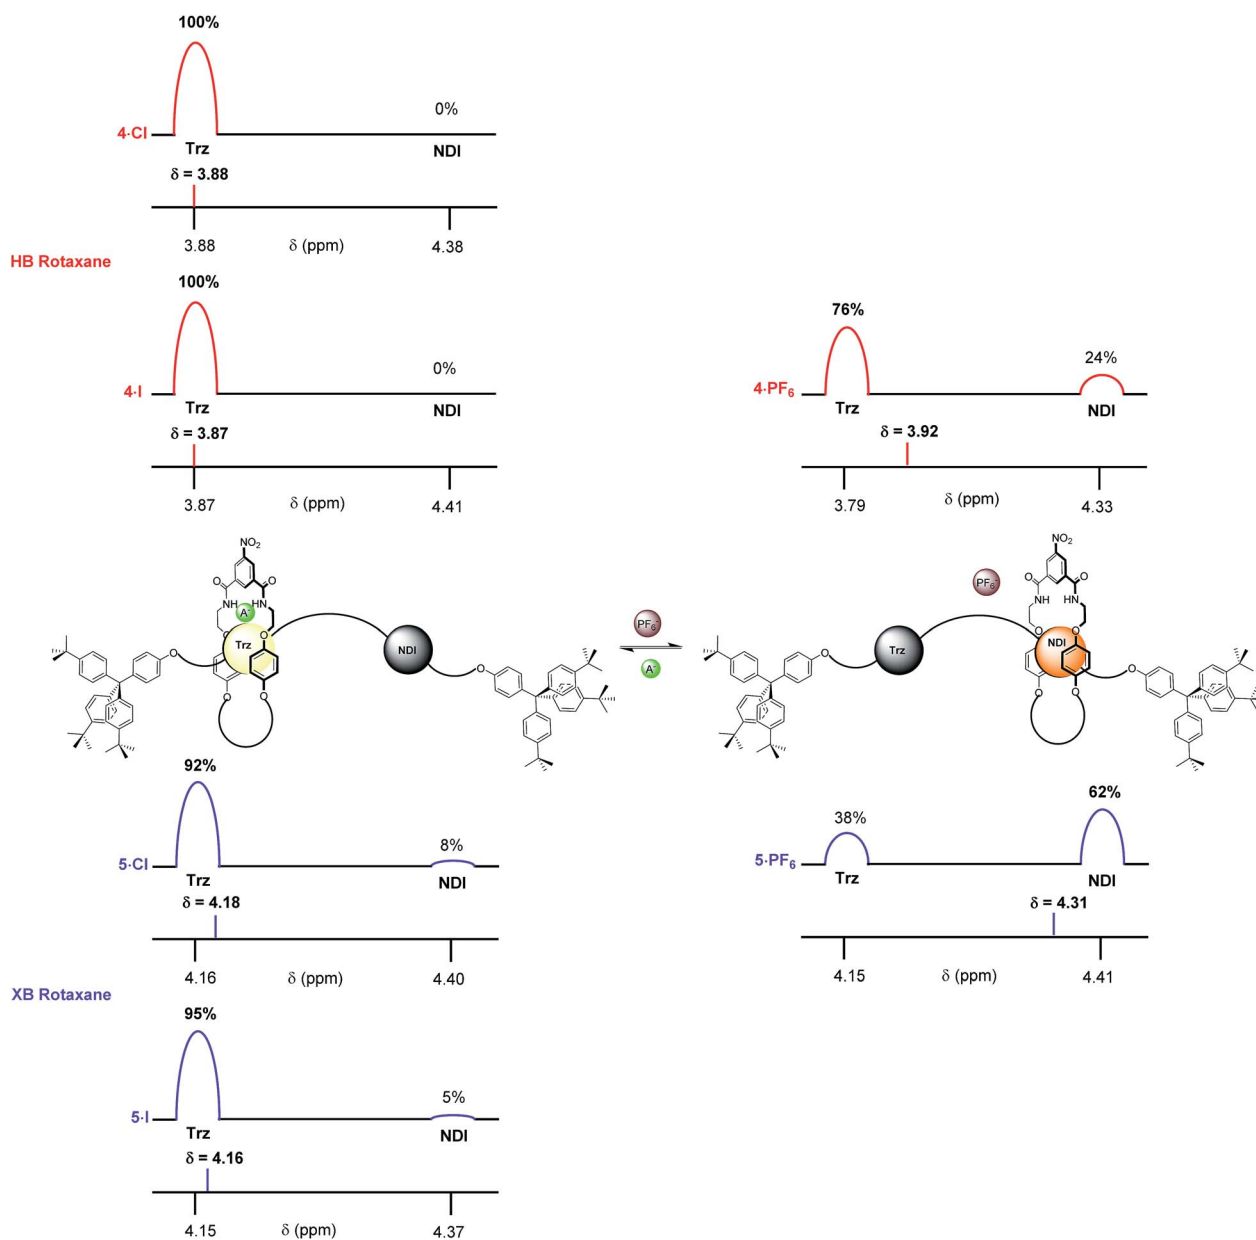 100%
0%
4·Cl
Trz
NDI
δ = 3.88
3.88
δ (ppm)
4.38
HB Rotaxane
100%
0%
4·I
Trz
NDI
δ = 3.87
3.87
δ (ppm)
4.41
76%
24%
4·PF6
Trz
NDI
δ = 3.92
3.79
δ (ppm)
4.33
NO2
O
O
NH
HN
A-
O
O
Trz
NDI
O
O
O
O
PF6-
A-
NO2
O
O
NH
HN
PF6-
O
O
Trz
NDI
O
O
O
O
92%
8%
5·Cl
Trz
NDI
δ = 4.18
4.16
δ (ppm)
4.40
38%
62%
5·PF6
Trz
NDI
δ = 4.31
4.15
δ (ppm)
4.41
XB Rotaxane
95%
5%
5·I
Trz
NDI
δ = 4.16
4.15
δ (ppm)
4.37